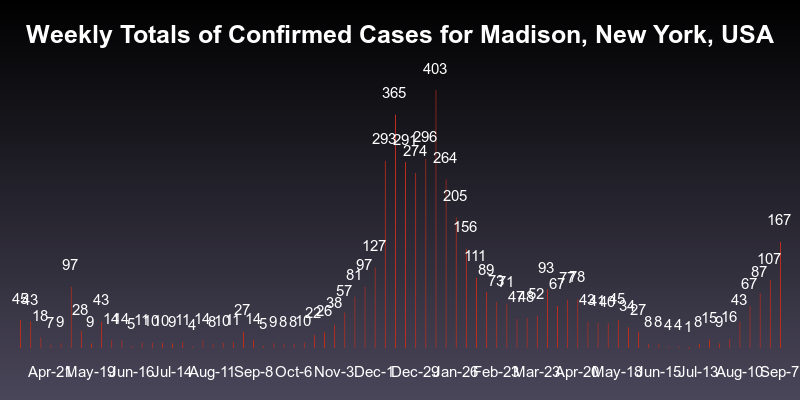 Weekly Totals of Confirmed Cases for Madison, New York, USA
403
365
293 291 274 296
264
205
167
156
127
97 97 111 107
81 89 73 71 93 67 77 78 67 87
57
45 43 28 43 38 47 48 52 43 41 40 45 34 43
18 7 9 9 14 14 5 11 10 10 9 11 4 14 8 10 11 27 14 5 9 8 8 10 22 26 27 8 8 4 4 1 8 15 9 16
Apr-21 May-19 Jun-16 Jul-14 Aug-11 Sep-8 Oct-6 Nov-3 Dec-1 Dec-29 Jan-26 Feb-23 Mar-23 Apr-20 May-18 Jun-15 Jul-13 Aug-10 Sep-7